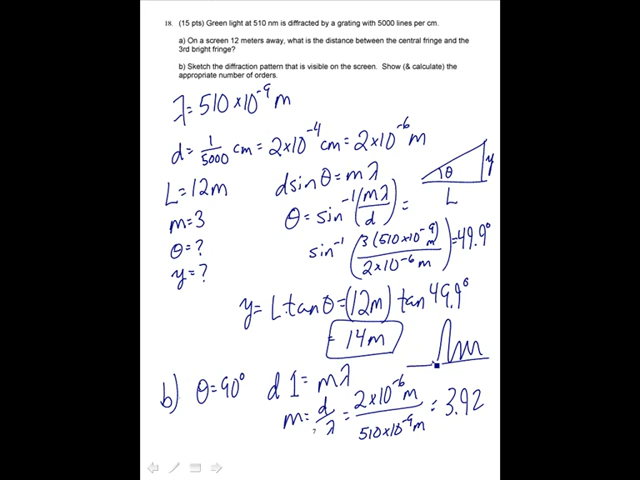 18. (15 pts) Green light at 510 nm is diffracted by a grating with 5000 lines per cm.
a) On a screen 12 meters away, what is the distance between the central fringe and the
3rd bright fringe?
b) Sketch the diffraction pattern that is visible on the screen. Show (& calculate) the
appropriate number of orders.
λ = 510 × 10⁻⁹ m
d = 1/5000 cm = 2 × 10⁻⁴ cm = 2 × 10⁻⁶ m
θ y
L
L = 12m
m = 3
θ = ?
y = ?
d sin θ = mλ
θ = sin⁻¹(mλ/d) =
sin⁻¹(3(510×10⁻⁹ m)/2×10⁻⁶ m) = 49.9°
y = L tan θ = (12m) tan 49.9°
= 14m
b) θ = 90° d 1 = mλ
m = d/λ = 2×10⁻⁶ m/510×10⁻⁹ m = 3.92
7